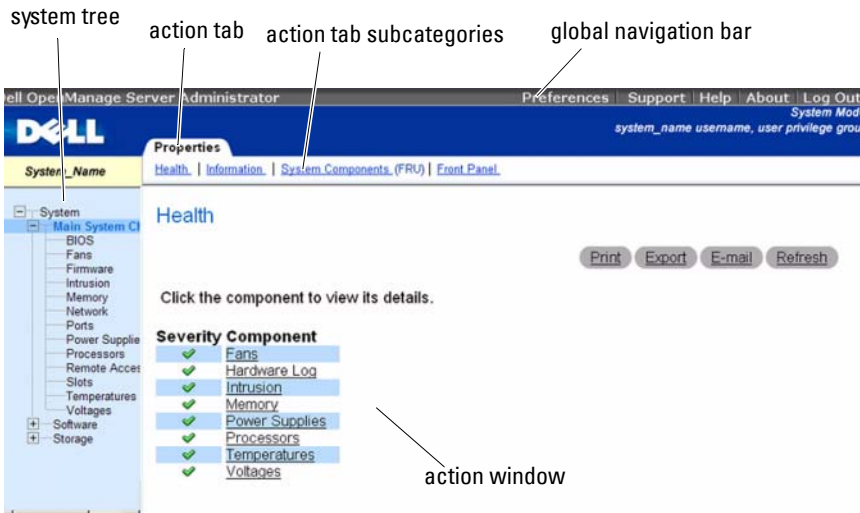 system tree
action tab
action tab subcategories
global navigation bar
ell OpenManage Server Administrator
Preferences Support Help About Log Out
System Mod
system_name username, user privilege grou
DELL
Properties
System_Name
Health | Information | System Components (FRU) | Front Panel
System
Main System Ch
BIOS
Fans
Firmware
Intrusion
Memory
Network
Ports
Power Supplie
Processors
Remote Acces
Slots
Temperatures
Voltages
Software
Storage
Health
Print Export E-mail Refresh
Click the component to view its details.
Severity Component
Fans
Hardware Log
Intrusion
Memory
Power Supplies
Processors
Temperatures
Voltages
action window